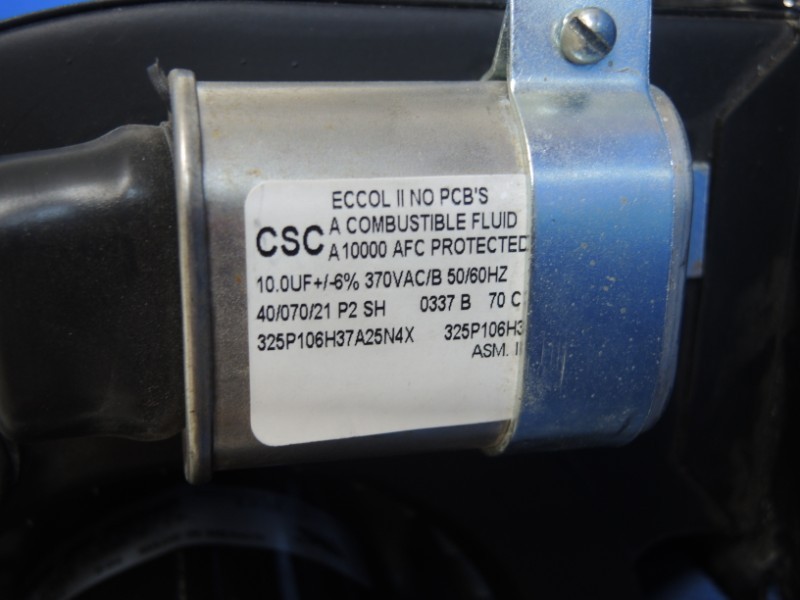 ECCOL II NO PCB'S
A COMBUSTIBLE FLUID
CSC A10000 AFC PROTECTED
10.0UF+/-6% 370VAC/B 50/60HZ
40/070/21 P2 SH 0337 B 70 C
325P106H37A25N4X 325P106H3
ASM. I